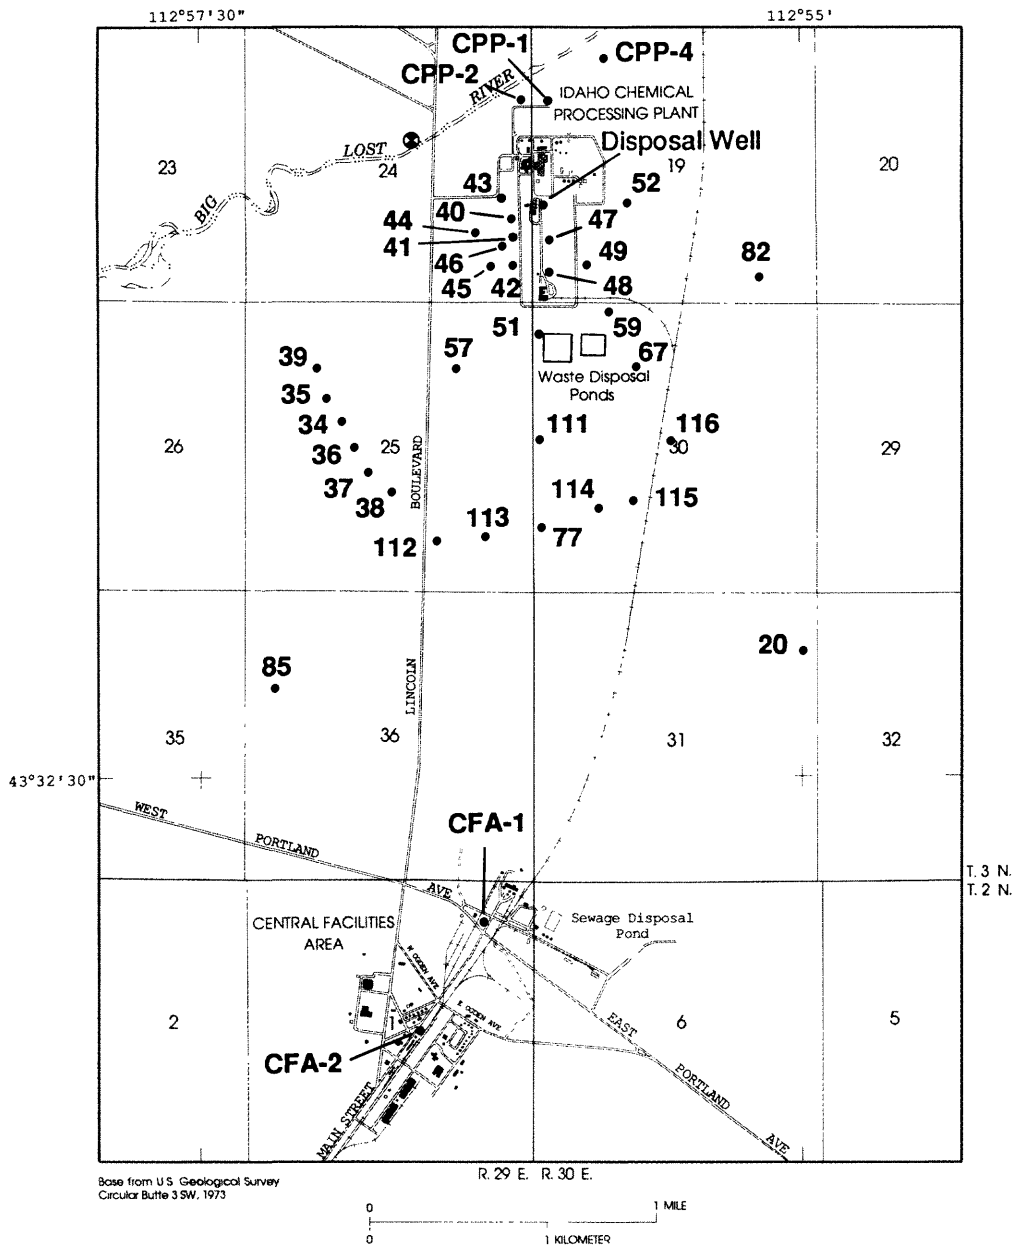 112°57'30"
112°55'
CPP-1
CPP-4
CPP-2
RIVER
IDAHO CHEMICAL
PROCESSING PLANT
Disposal Well
LOST
23
24
19
20
BIG
43
52
40
44
47
41
46
49
82
45
42
48
51
59
57
67
39
Waste Disposal
Ponds
35
34
111
116
26
36
25
30
29
BOULEVARD
37
38
114
115
113
112
77
20
85
LINCOLN
35
36
31
32
43°32'30"
WEST
PORTLAND
AVE
CFA-1
T. 3 N.
T. 2 N.
CENTRAL FACILITIES
AREA
Sewage Disposal
Pond
N OGDEN AVE
E OGDEN AVE
2
1
6
5
EAST
PORTLAND
AVE
CFA-2
MAIN STREET
R. 29 E. R. 30 E.
Base from U S Geological Survey
Circular Butte 3 SW, 1973
0
1 MILE
0
1 KILOMETER